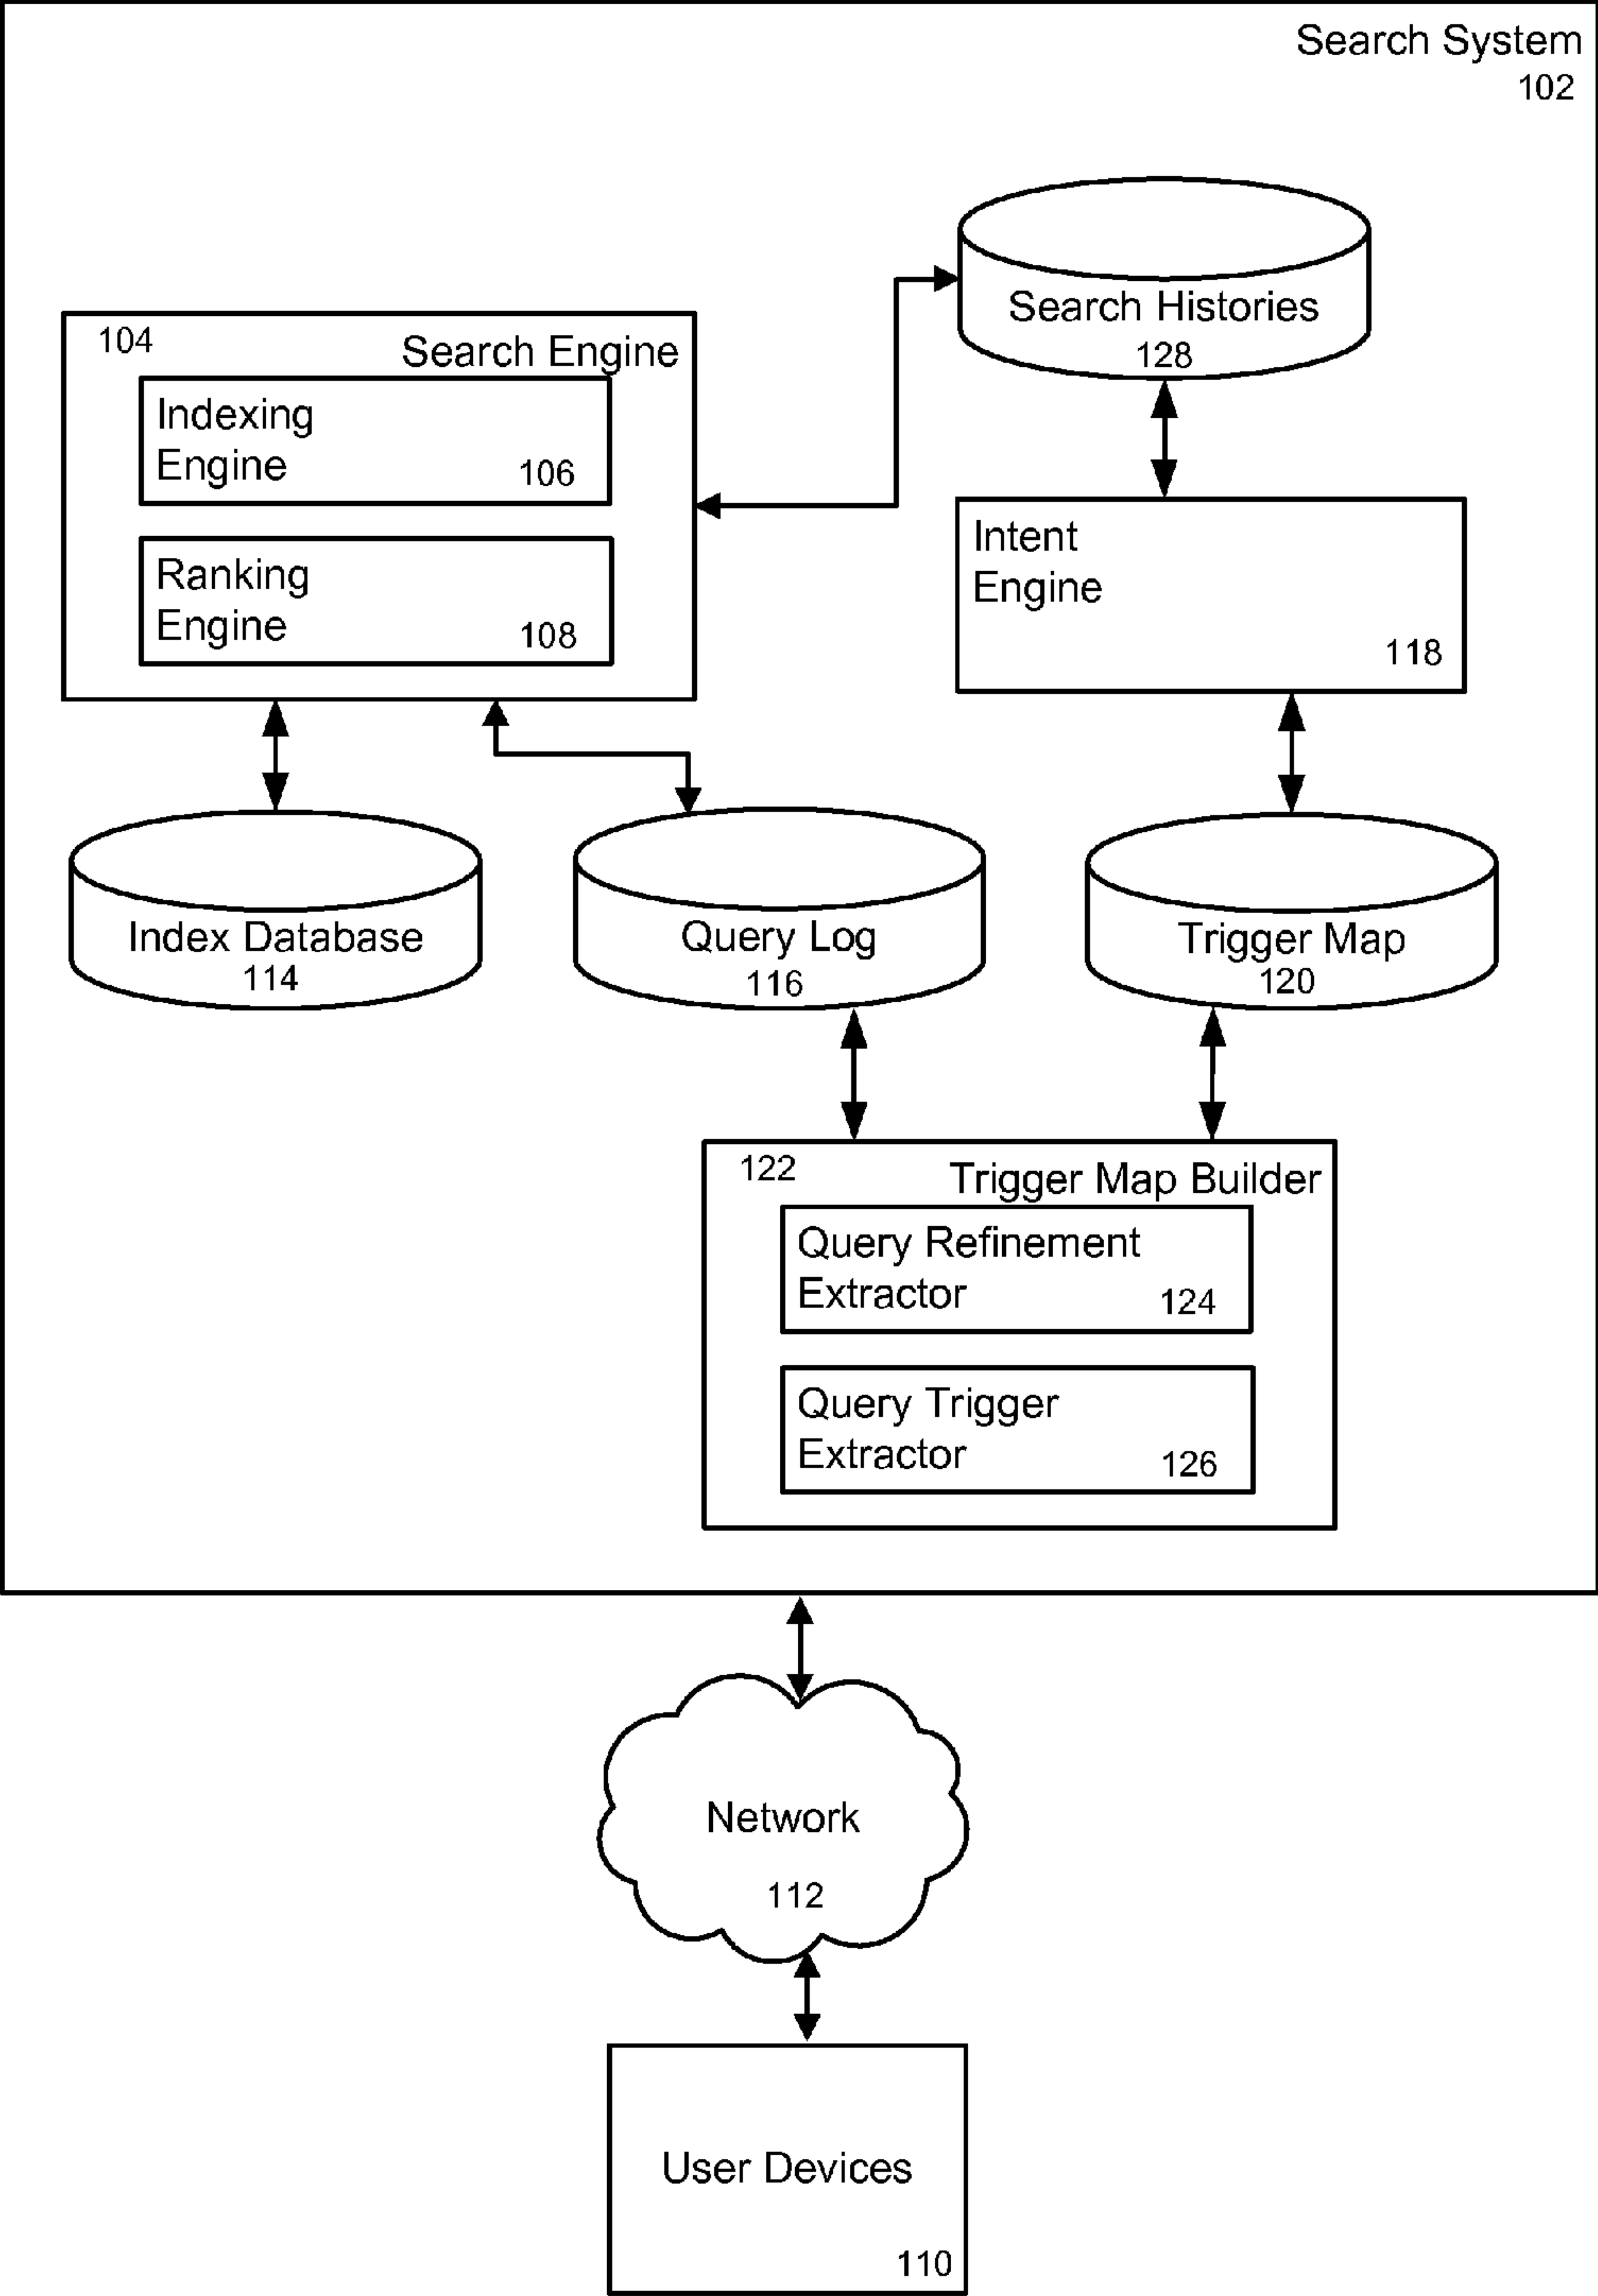 Search System
102
Search Histories
128
104
Search Engine
Indexing
Engine
106
Ranking
Engine
108
Intent
Engine
118
Index Database
114
Query Log
116
Trigger Map
120
122
Trigger Map Builder
Query Refinement
Extractor
124
Query Trigger
Extractor
126
Network
112
User Devices
110